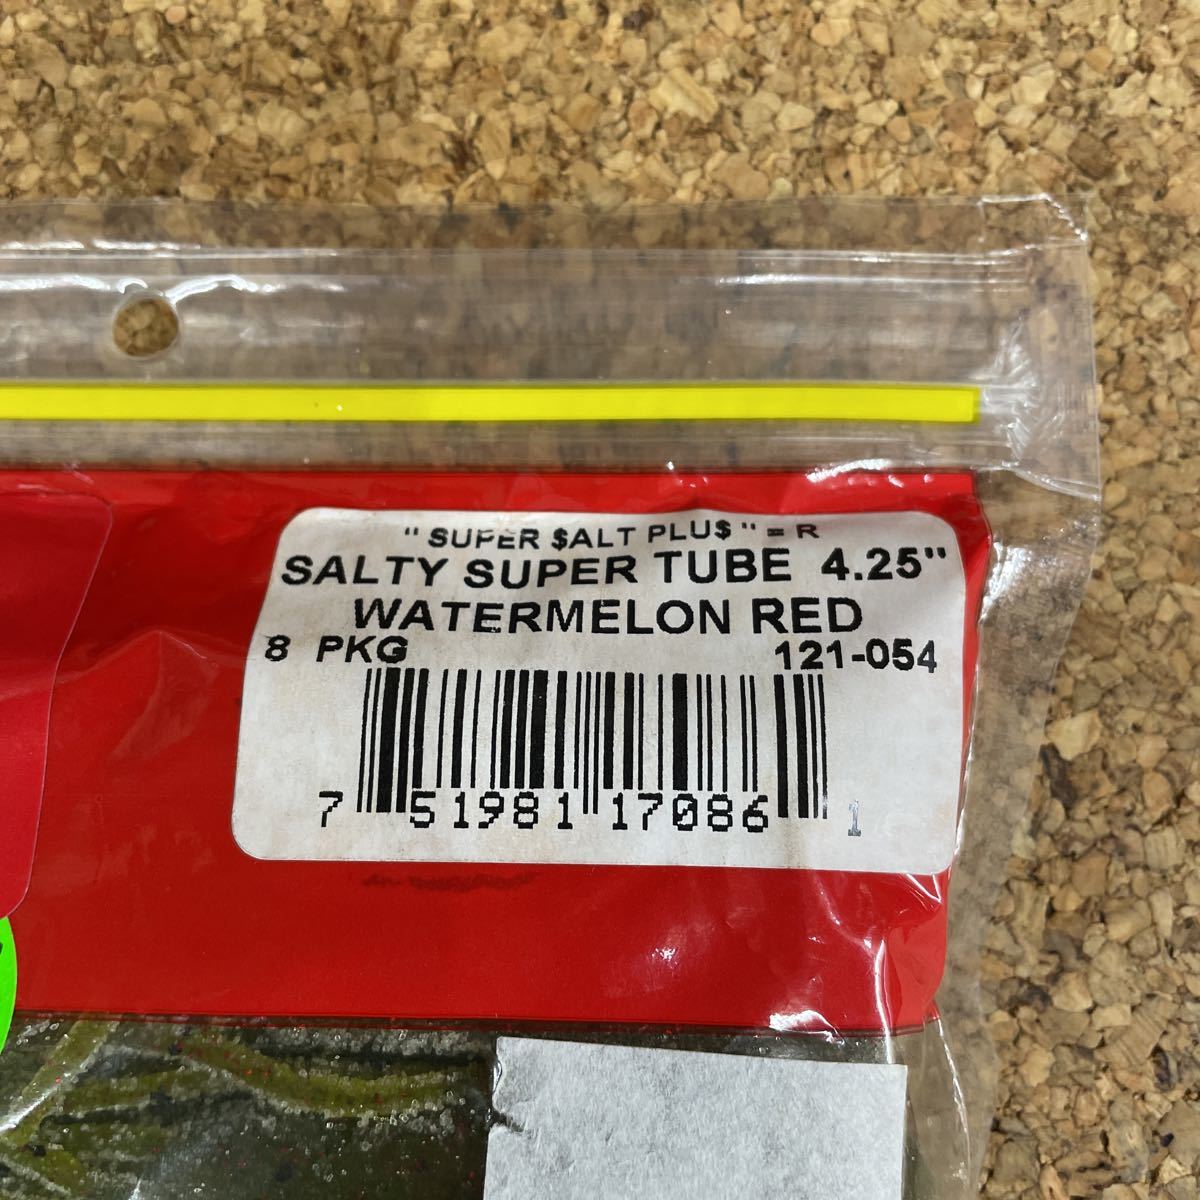 " SUPER $ALT PLU$ " = R
SALTY SUPER TUBE 4.25"
WATERMELON RED
8 PKG 121-054
7 51981 17086 1